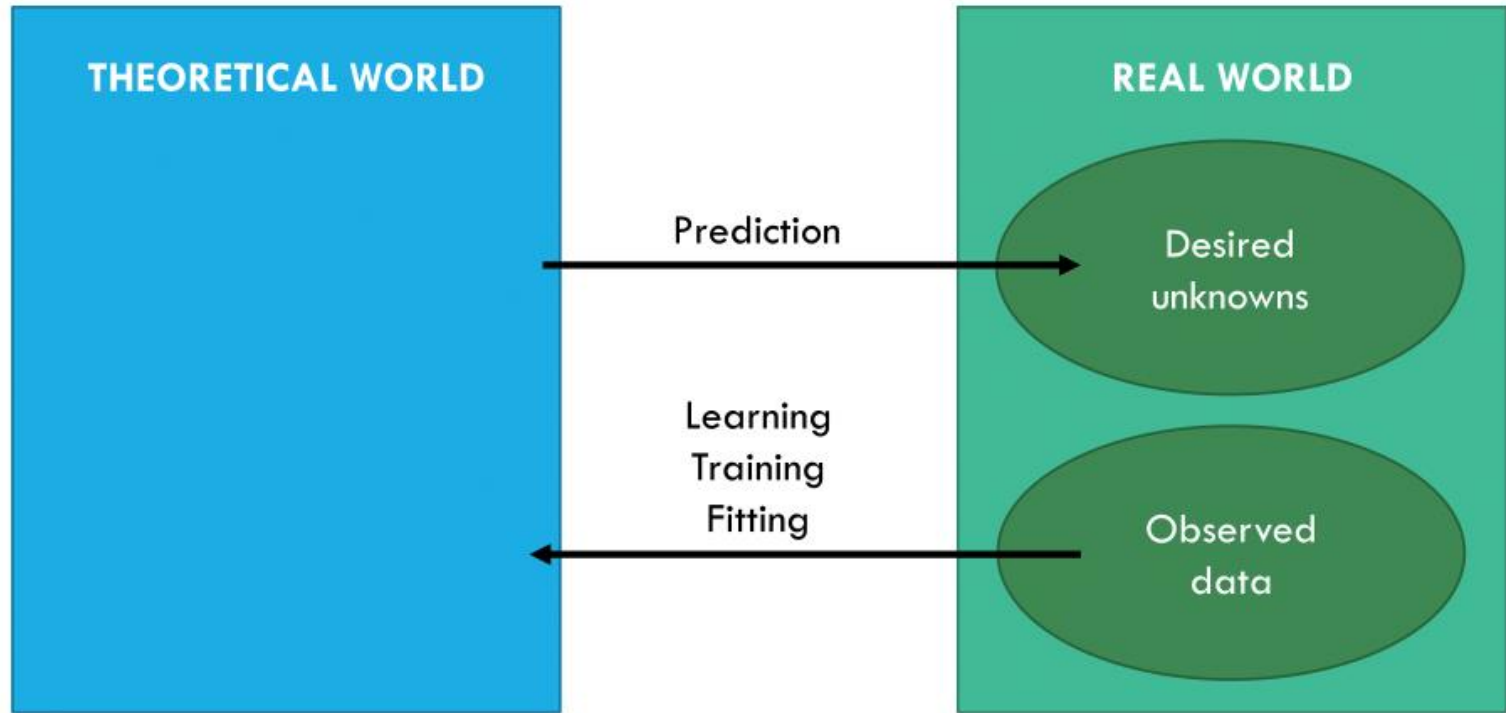 THEORETICAL WORLD
REAL WORLD
Prediction
Desired
unknowns
Learning
Training
Fitting
Observed
data